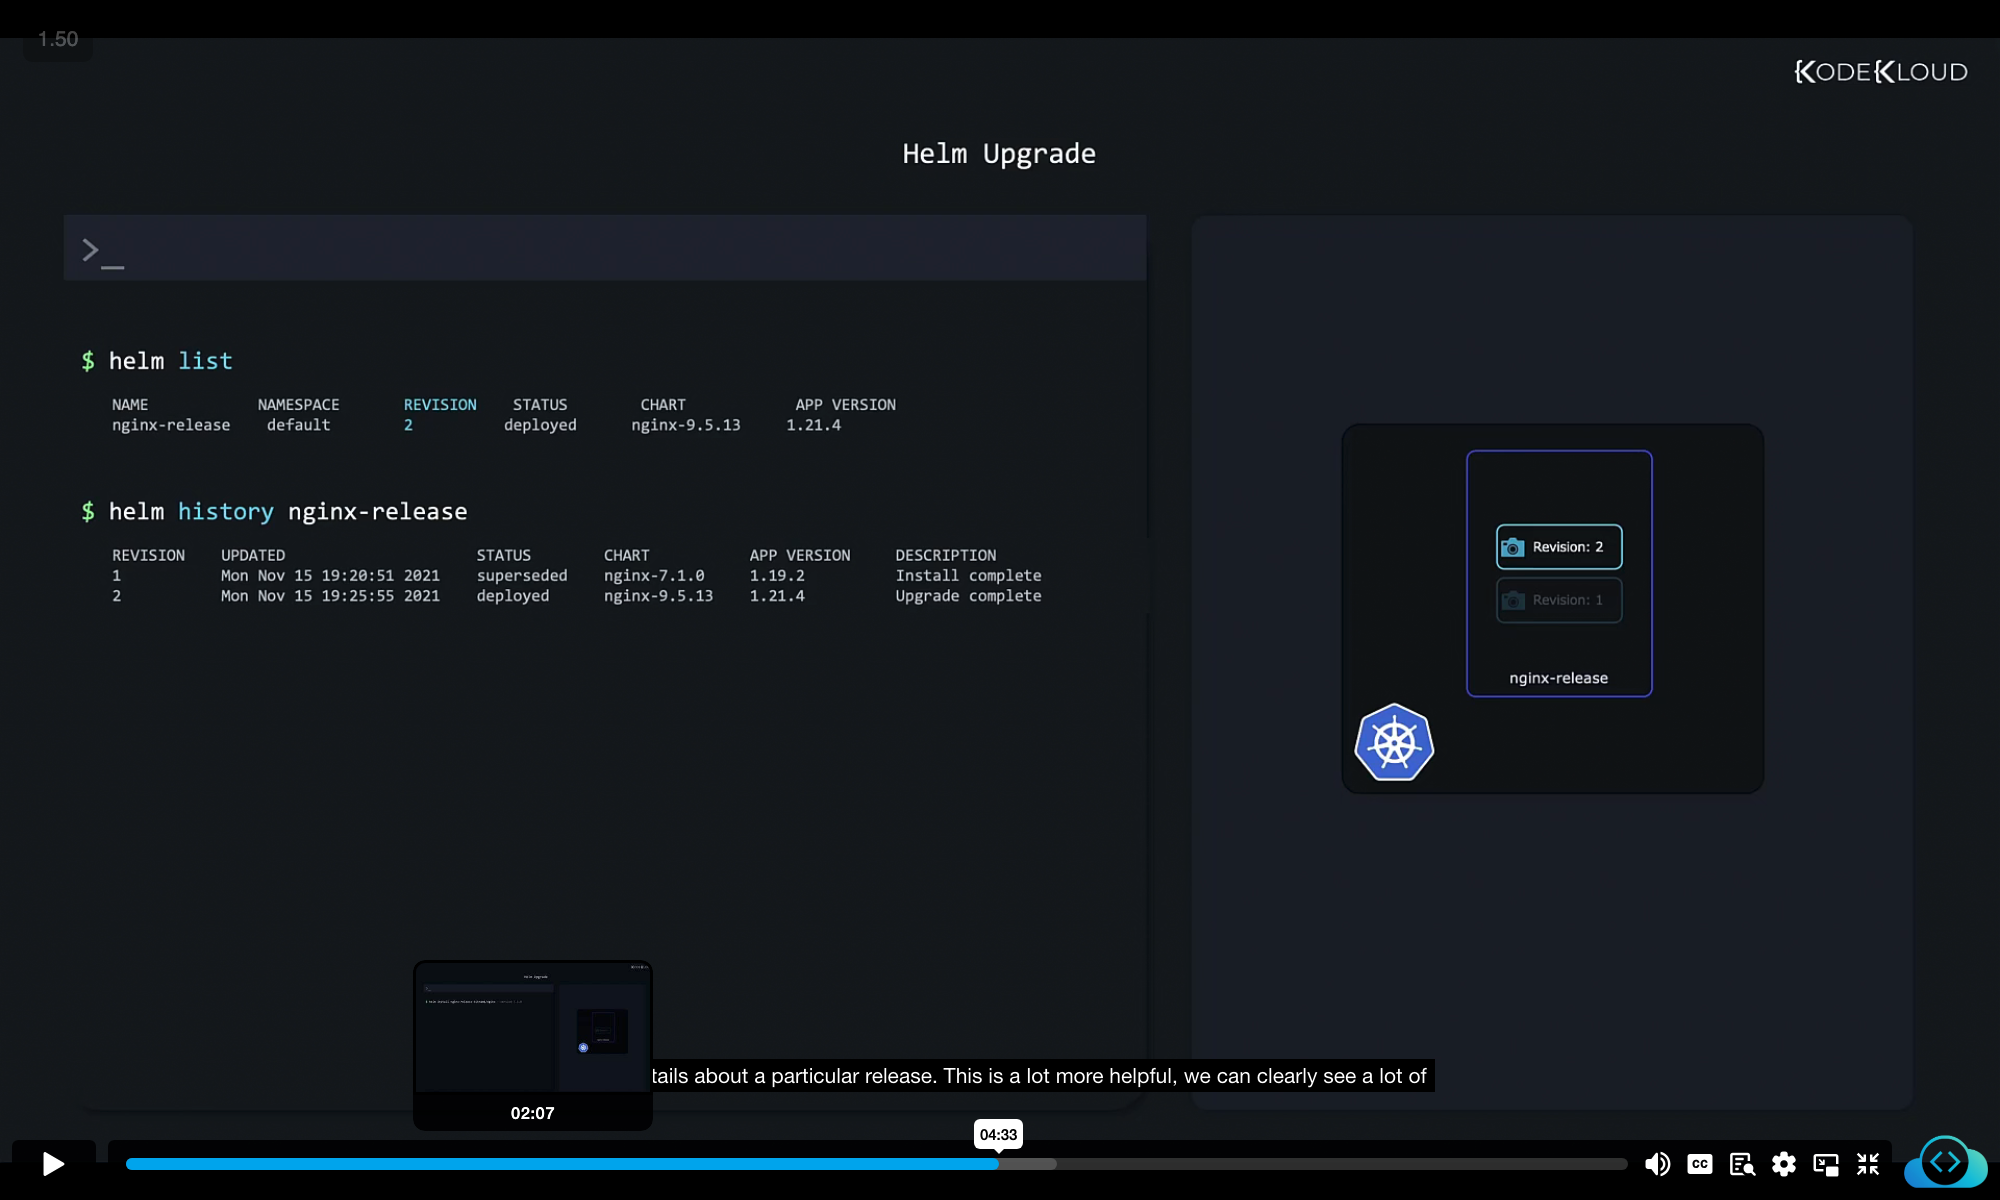 1.50
KODEKLOUD
Helm Upgrade
>_
$ helm list
NAME NAMESPACE REVISION STATUS CHART APP VERSION
nginx-release default 2 deployed nginx-9.5.13 1.21.4
$ helm history nginx-release
REVISION UPDATED STATUS CHART APP VERSION DESCRIPTION
1 Mon Nov 15 19:20:51 2021 superseded nginx-7.1.0 1.19.2 Install complete
2 Mon Nov 15 19:25:55 2021 deployed nginx-9.5.13 1.21.4 Upgrade complete
Revision: 2
Revision: 1
nginx-release
Helm Upgrade
tails about a particular release. This is a lot more helpful, we can clearly see a lot of
02:07
04:33
CC